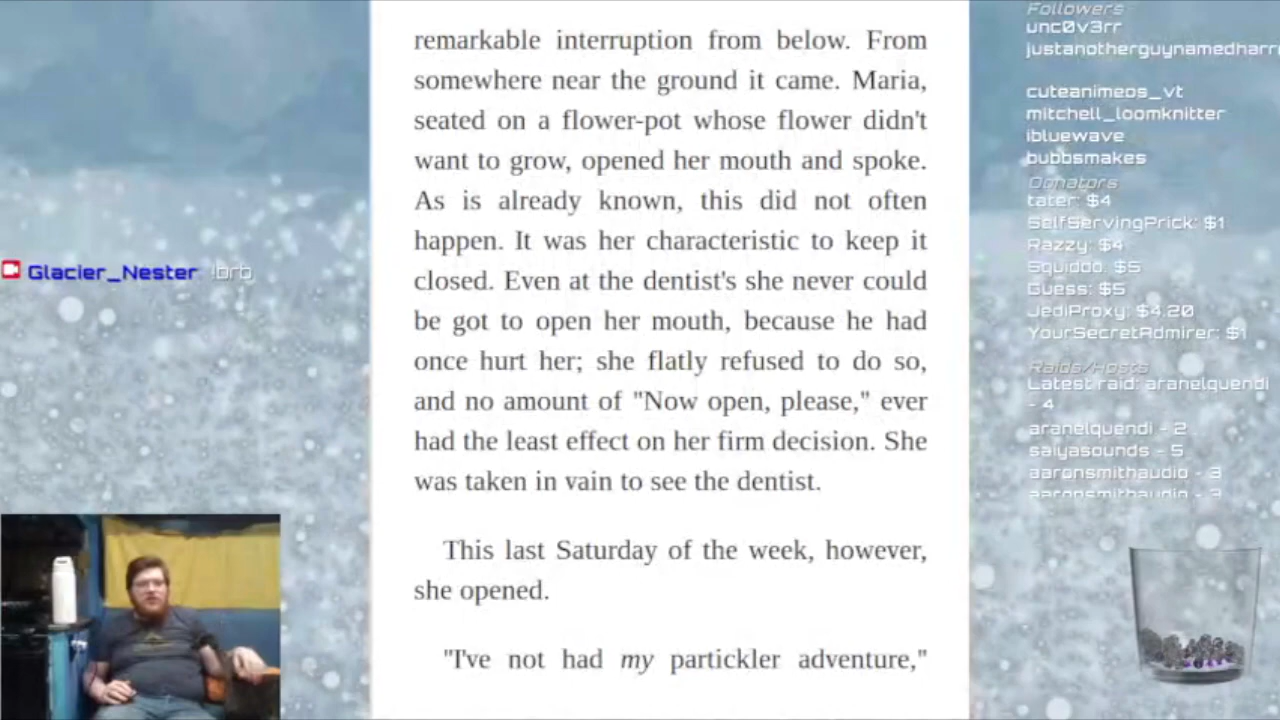 remarkable interruption from below. From
somewhere near the ground it came. Maria,
seated on a flower-pot whose flower didn't
want to grow, opened her mouth and spoke.
As is already known, this did not often
happen. It was her characteristic to keep it
closed. Even at the dentist's she never could
be got to open her mouth, because he had
once hurt her; she flatly refused to do so,
and no amount of "Now open, please," ever
had the least effect on her firm decision. She
was taken in vain to see the dentist.
This last Saturday of the week, however,
she opened.
"I've not had my partickler adventure,"
Glacier_Nester !brb
Followers
unc0v3rr
justanotherguynamedharr
cuteanimeos_vt
mitchell_loomknitter
ibluewave
bubbsmakes
Donators
tater: $4
SelfServingPrick: $1
Razzy: $4
Squiddo: $5
Guess: $5
JediProxy: $4.20
YourSecretAdmirer: $1
Raids/Hosts
Latest raid: aranelquendi
- 4
aranelquendi - 2
saiyasounds - 5
aaronsmithaudio - 3
aaronsmithaudio - 3